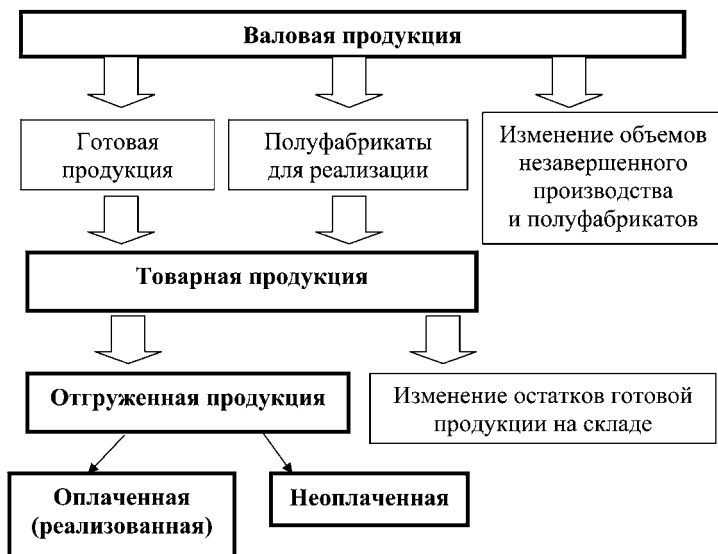 Валовая продукция
Готовая
продукция
Полуфабрикаты
для реализации
Изменение объемов
незавершенного
производства
и полуфабрикатов
Товарная продукция
Отгруженная продукция
Изменение остатков готовой
продукции на складе
Оплаченная
(реализованная)
Неоплаченная